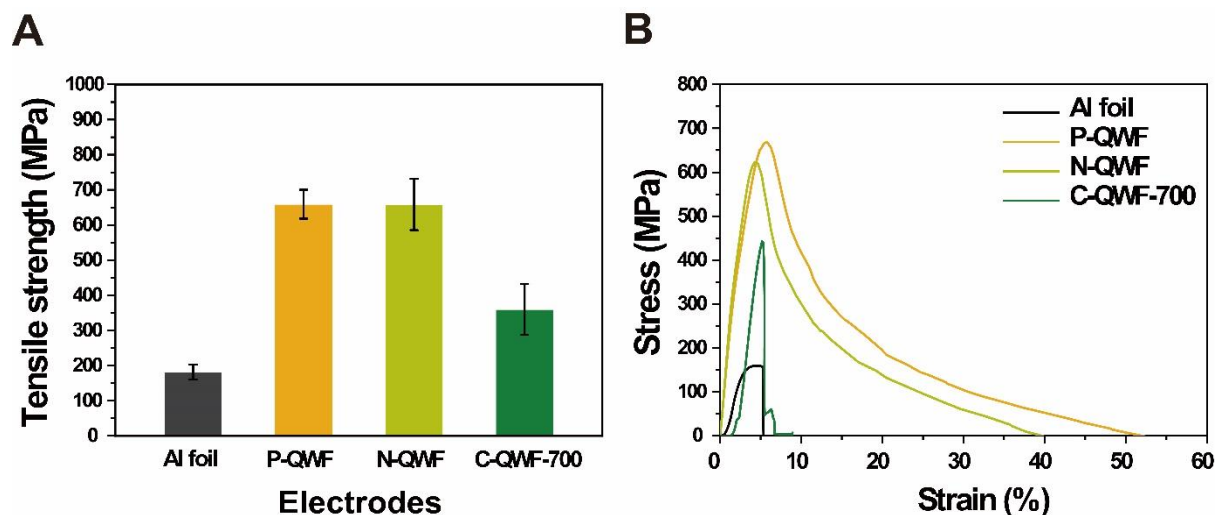 A
Tensile strength (MPa)
1000
900
800
700
600
500
400
300
200
100
0
Al foil P-QWF N-QWF C-QWF-700
Electrodes
B
Stress (MPa)
800
700
600
500
400
300
200
100
0
0 10 20 30 40 50 60
Strain (%)
Al foil
P-QWF
N-QWF
C-QWF-700